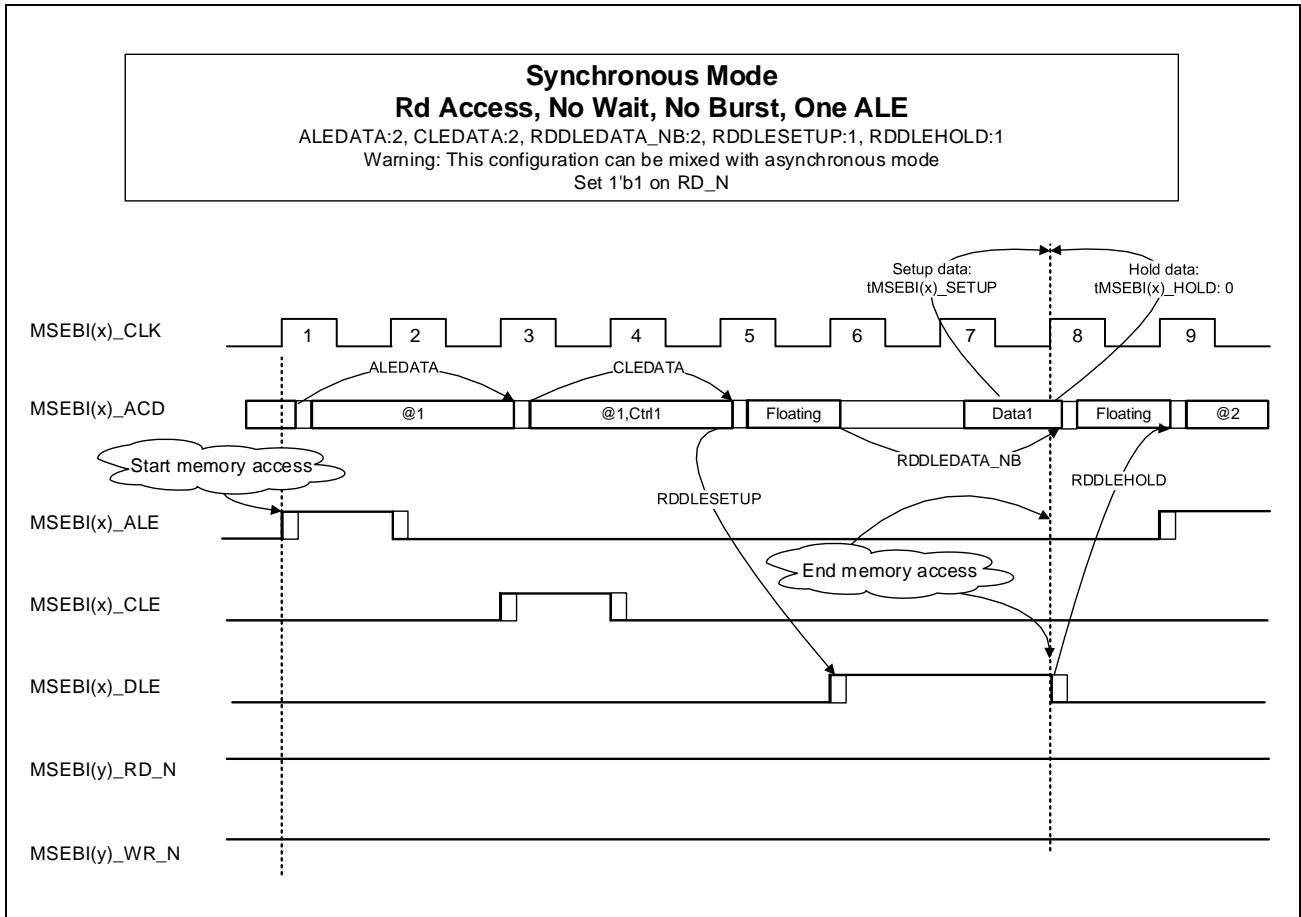 Synchronous Mode
Rd Access, No Wait, No Burst, One ALE
ALEDATA:2, CLEDATA:2, RDDLEDATA_NB:2, RDDLESETUP:1, RDDLEHOLD:1
Warning: This configuration can be mixed with asynchronous mode
Set 1'b1 on RD_N
Setup data:
tMSEBI(x)_SETUP
Hold data:
tMSEBI(x)_HOLD: 0
MSEBI(x)_CLK
1 2 3 4 5 6 7 8 9
ALEDATA CLEDATA
MSEBI(x)_ACD
@1 @1,Ctrl1 Floating Data1 Floating @2
Start memory access
RDDLEDATA_NB
RDDLEHOLD
RDDLESETUP
MSEBI(x)_ALE
End memory access
MSEBI(x)_CLE
MSEBI(x)_DLE
MSEBI(y)_RD_N
MSEBI(y)_WR_N